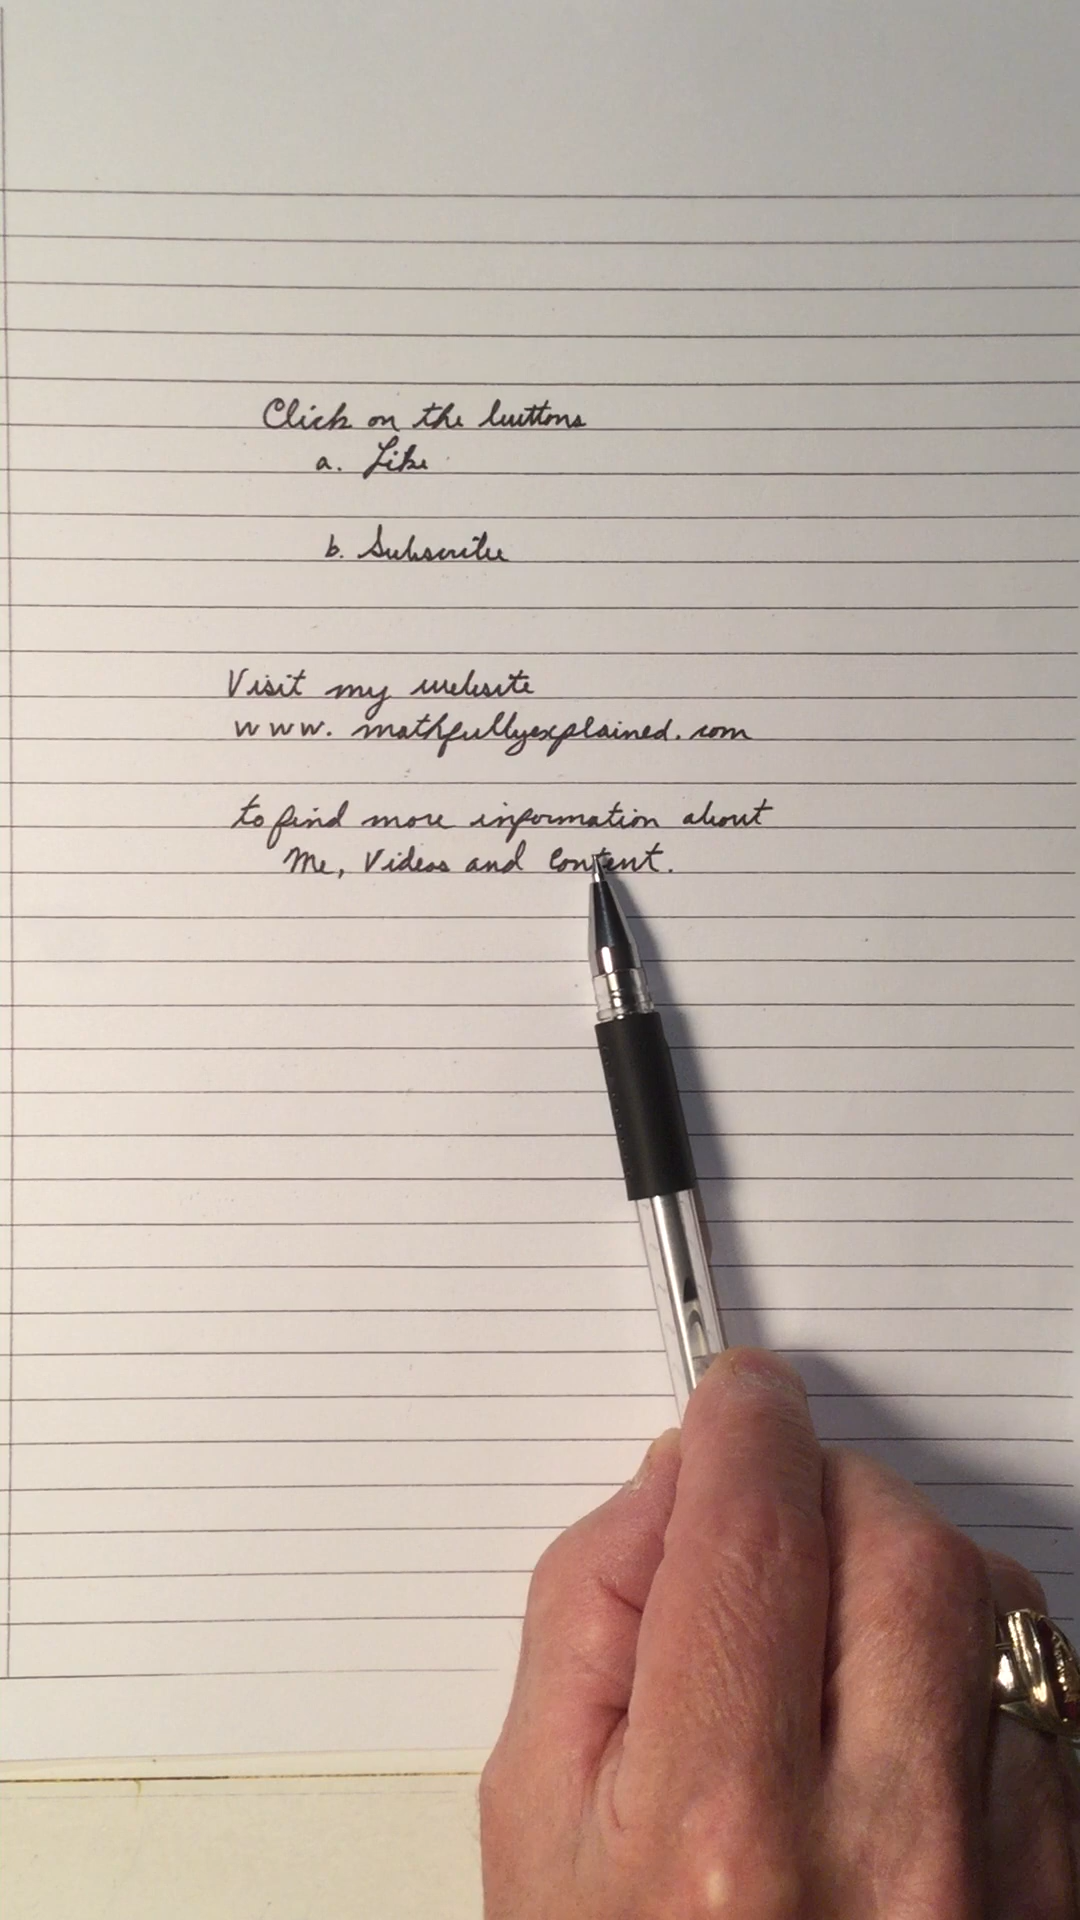 Click on the buttons
a. Like
b. Subscribe
Visit my website
www.mathfullyexplained.com
to find more information about
Me, Videos and Content.